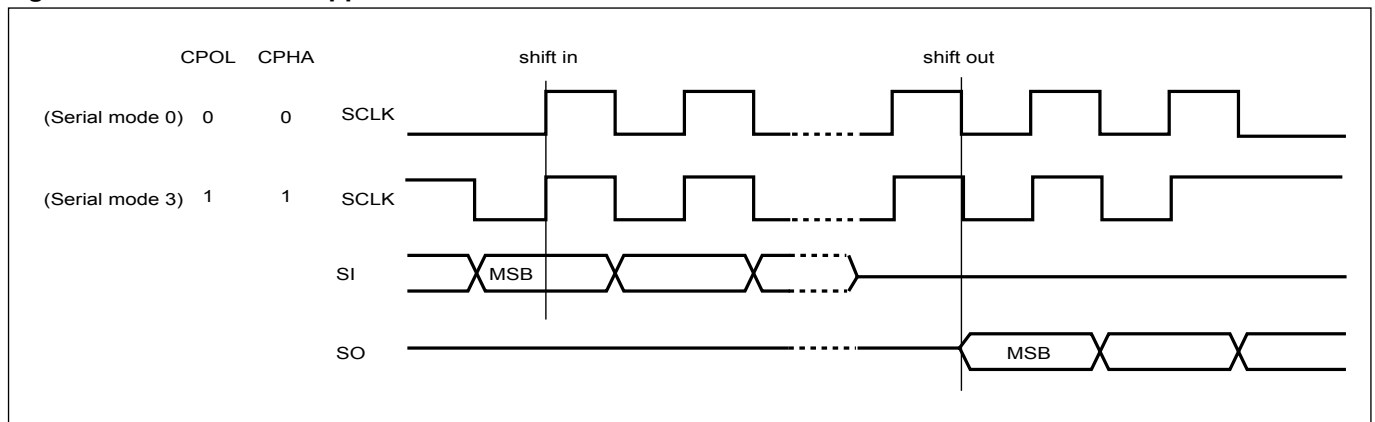 CPOL CPHA shift in shift out
(Serial mode 0) 0 0 SCLK
(Serial mode 3) 1 1 SCLK
SI MSB
SO MSB